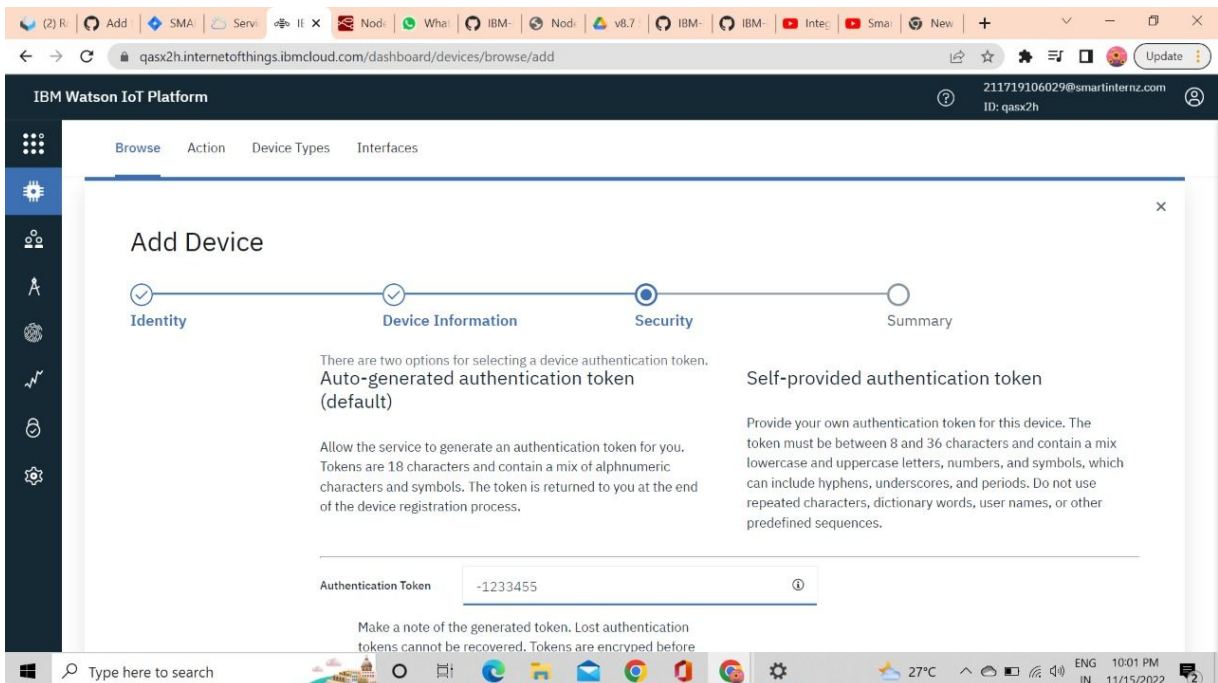 (2) R
Add
SMA
Servi
IE
Node
What
IBM-
Node
v8.7
IBM-
IBM-
Integ
Smar
New
qasx2h.internetofthings.ibmcloud.com/dashboard/devices/browse/add
Update
IBM Watson IoT Platform
211719106029@smartinternz.com
ID: qasx2h
Browse Action Device Types Interfaces
Add Device
Identity Device Information Security Summary
There are two options for selecting a device authentication token.
Auto-generated authentication token
(default)
Allow the service to generate an authentication token for you.
Tokens are 18 characters and contain a mix of alphnumeric
characters and symbols. The token is returned to you at the end
of the device registration process.
Self-provided authentication token
Provide your own authentication token for this device. The
token must be between 8 and 36 characters and contain a mix
lowercase and uppercase letters, numbers, and symbols, which
can include hyphens, underscores, and periods. Do not use
repeated characters, dictionary words, user names, or other
predefined sequences.
Authentication Token -1233455
Make a note of the generated token. Lost authentication
tokens cannot be recovered. Tokens are encryped before
Type here to search
27°C
ENG
IN
10:01 PM
11/15/2022
2